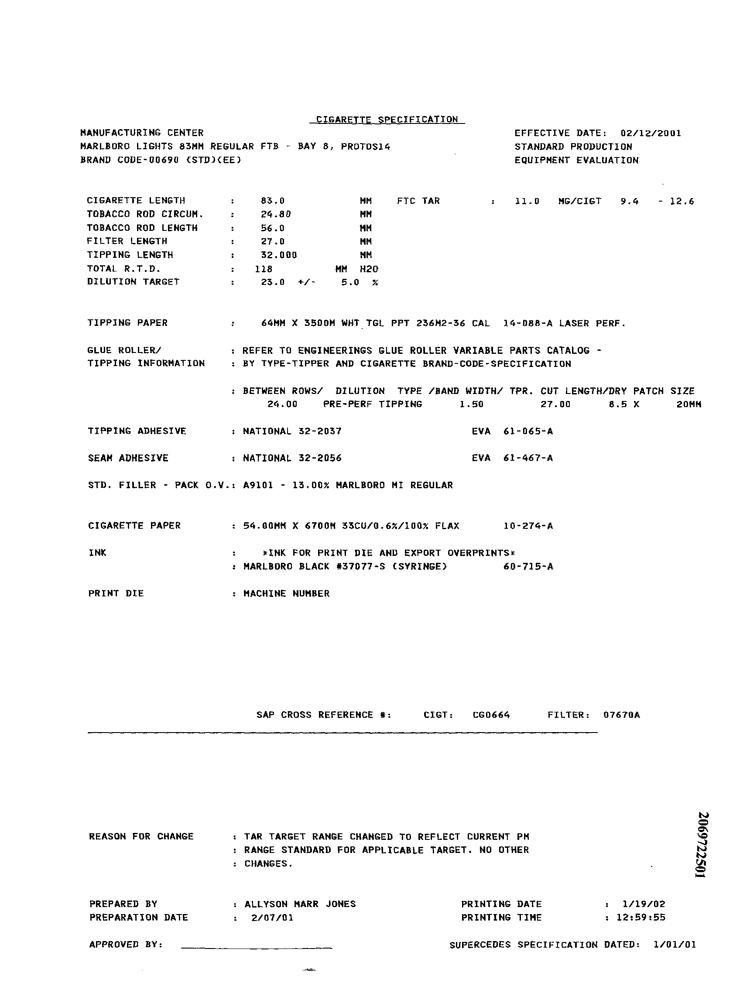 CIGARETTE SPECIFICATION
MANUFACTURING CENTER EFFECTIVE DATE: 02/12/2001
MARLBORO LIGHTS 83MM REGULAR FTB - BAY 8, PROTOS14 STANDARD PRODUCTION
BRAND CODE-00690 (STD)(EE) EQUIPMENT EVALUATION
CIGARETTE LENGTH : 83.0 MM FTC TAR : 11.0 MG/CIGT 9.4 - 12.6
TOBACCO ROD CIRCUM. : 24.80 MM
TOBACCO ROD LENGTH : 56.0 MM
FILTER LENGTH : 27.0 MM
TIPPING LENGTH : 32.000 MM
TOTAL R.T.D. : 118 MM H2O
DILUTION TARGET : 23.0 +/- 5.0 %
TIPPING PAPER : 64MM X 3500M WHT TGL PPT 236M2-36 CAL 14-088-A LASER PERF.
GLUE ROLLER/ : REFER TO ENGINEERINGS GLUE ROLLER VARIABLE PARTS CATALOG -
TIPPING INFORMATION : BY TYPE-TIPPER AND CIGARETTE BRAND-CODE-SPECIFICATION
: BETWEEN ROWS/ DILUTION TYPE /BAND WIDTH/ TPR. CUT LENGTH/DRY PATCH SIZE
24.00 PRE-PERF TIPPING 1.50 27.00 8.5 X 20MM
TIPPING ADHESIVE : NATIONAL 32-2037 EVA 61-065-A
SEAM ADHESIVE : NATIONAL 32-2056 EVA 61-467-A
STD. FILLER - PACK O.V.: A9101 - 13.00% MARLBORO MI REGULAR
CIGARETTE PAPER : 54.00MM X 6700M 33CU/0.6%/100% FLAX 10-274-A
INK : *INK FOR PRINT DIE AND EXPORT OVERPRINTS*
: MARLBORO BLACK #37077-S (SYRINGE) 60-715-A
PRINT DIE : MACHINE NUMBER
SAP CROSS REFERENCE #: CIGT: CG0664 FILTER: 07670A
REASON FOR CHANGE : TAR TARGET RANGE CHANGED TO REFLECT CURRENT PM
: RANGE STANDARD FOR APPLICABLE TARGET. NO OTHER
: CHANGES.
2069722501
PREPARED BY : ALLYSON MARR JONES PRINTING DATE : 1/19/02
PREPARATION DATE : 2/07/01 PRINTING TIME : 12:59:55
APPROVED BY: SUPERCEDES SPECIFICATION DATED: 1/01/01